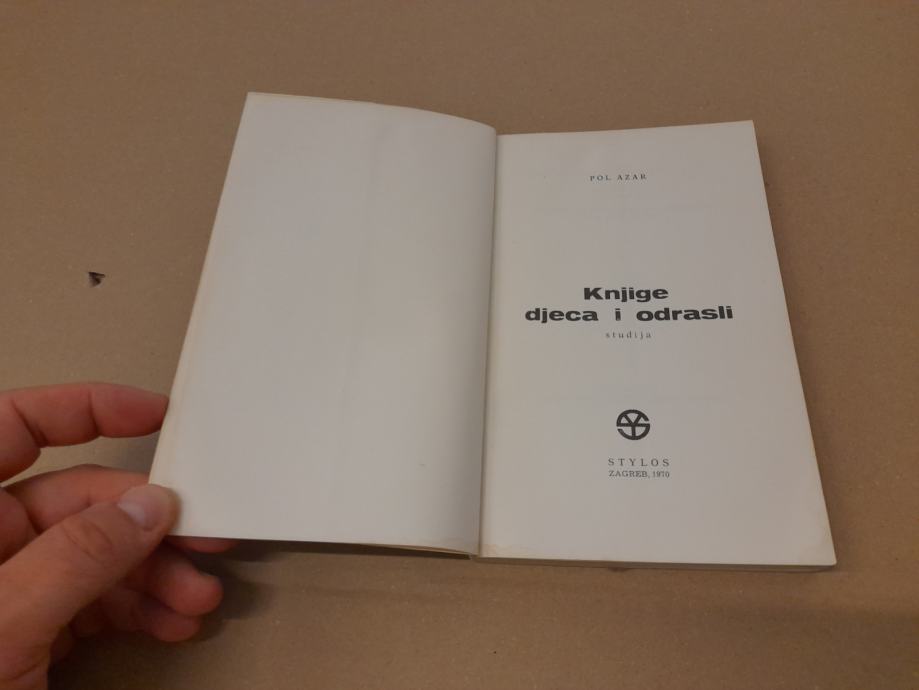 POL AZAR
Knjige
djeca i odrasli
studija
STYLOS
ZAGREB, 1970